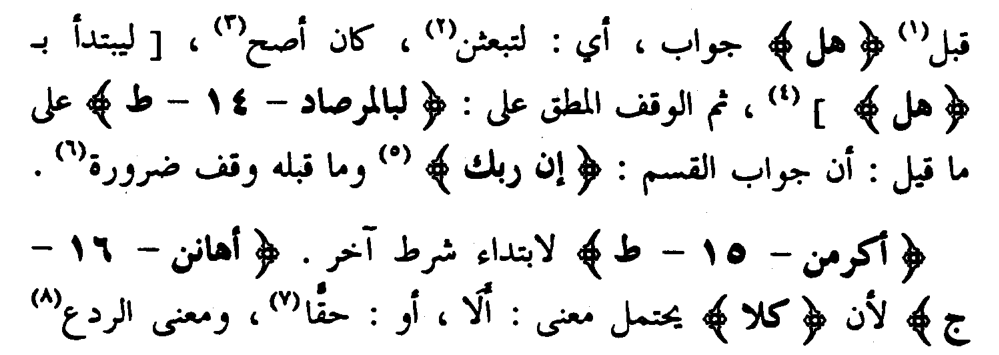 قبل(١) ﴿ هل ﴾ جواب ، أي : لتبعثن(٢) ، كان أصح(٣) ، [ ليبتدأ بـ
﴿ هل ﴾ ](٤) ، ثم الوقف المطق على : ﴿ لبالمرصاد – ١٤ – ط ﴾ على
ما قيل : أن جواب القسم : ﴿ إن ربك ﴾(٥) وما قبله وقف ضرورة(٦) .
﴿ أكرمن – ١٥ – ط ﴾ لابتداء شرط آخر . ﴿ أهانن – ١٦ –
ج ﴾ لأن ﴿ كلا ﴾ يحتمل معنى : أَلَا ، أو : حقًّا(٧) ، ومعنى الردع(٨)